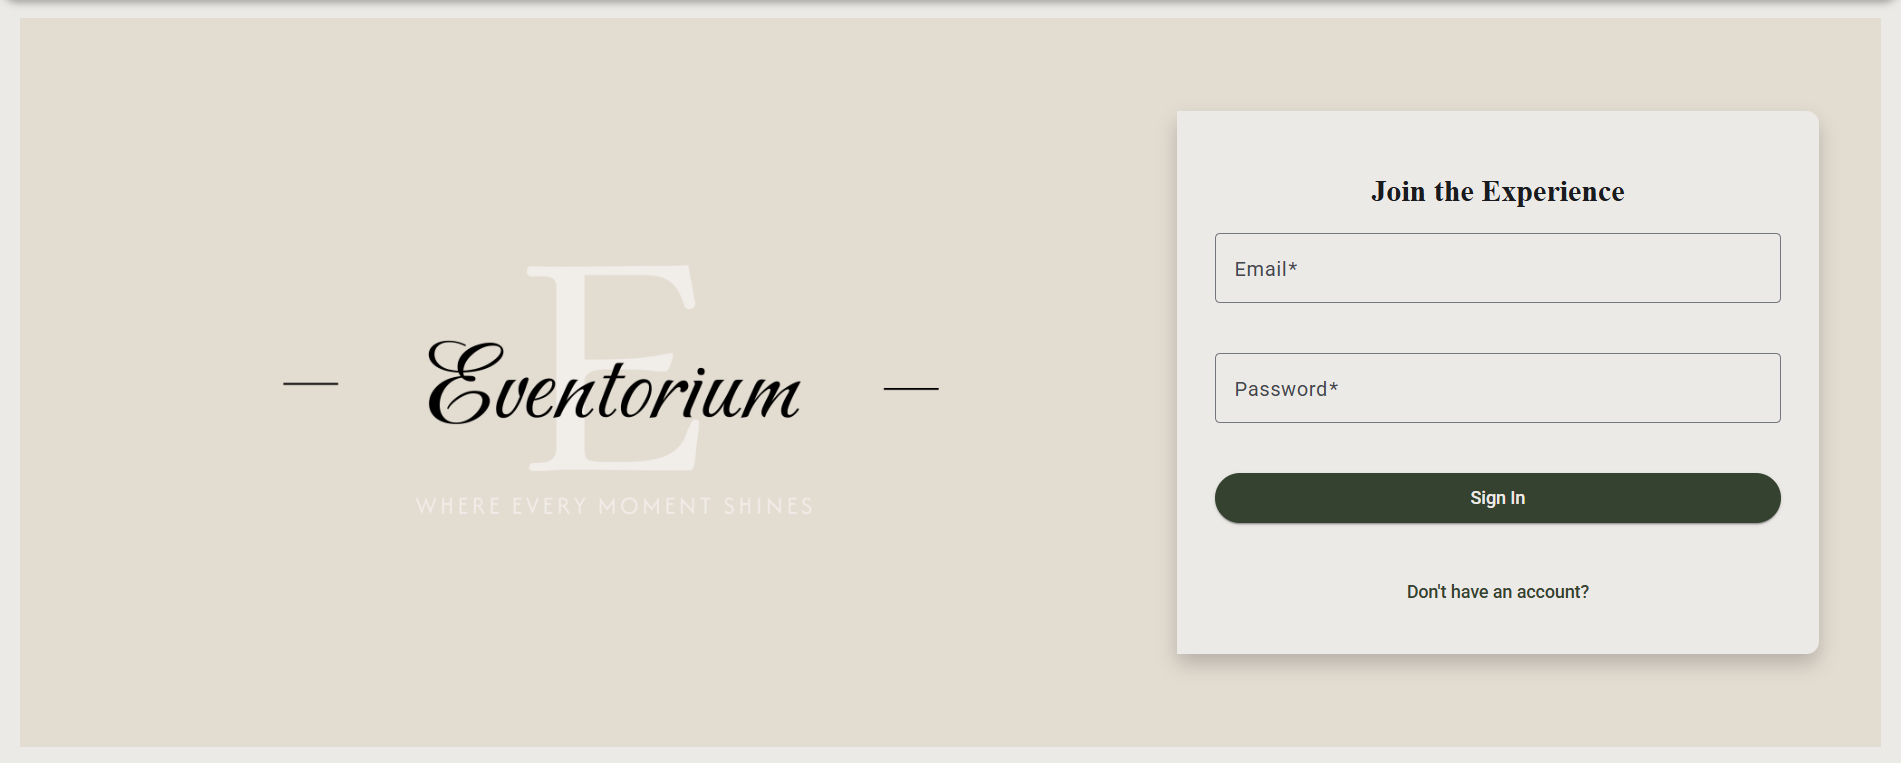 E
Eventorium
WHERE EVERY MOMENT SHINES
Join the Experience
Email*
Password*
Sign In
Don't have an account?